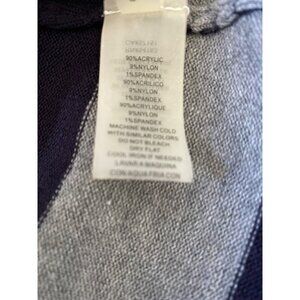 90%ACRYLIC
9%NYLON
1%SPANDEX
90%ACRILICO
9%NYLON
1%SPANDEX
90%ACRYLIQUE
9%NYLON
1%SPANDEX
MACHINE WASH COLD
WITH SIMILAR COLORS
DO NOT BLEACH
DRY FLAT
COOL IRON IF NEEDED
LAVAR A MAQUINA
CON AQUA FRIA CON